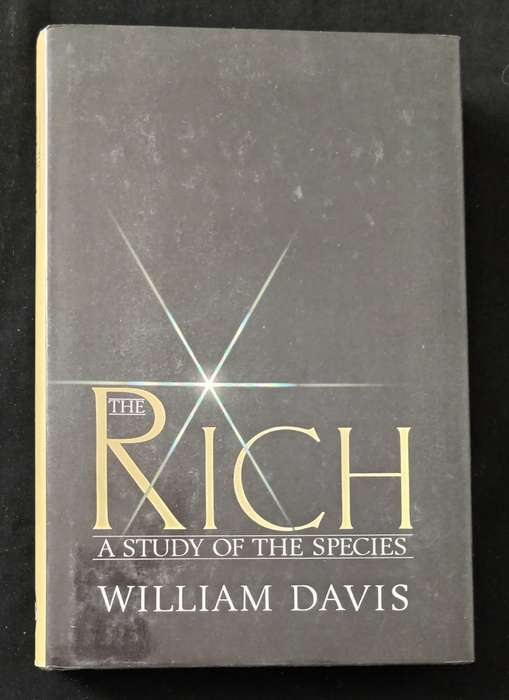 THE
RICH
A STUDY OF THE SPECIES
WILLIAM DAVIS